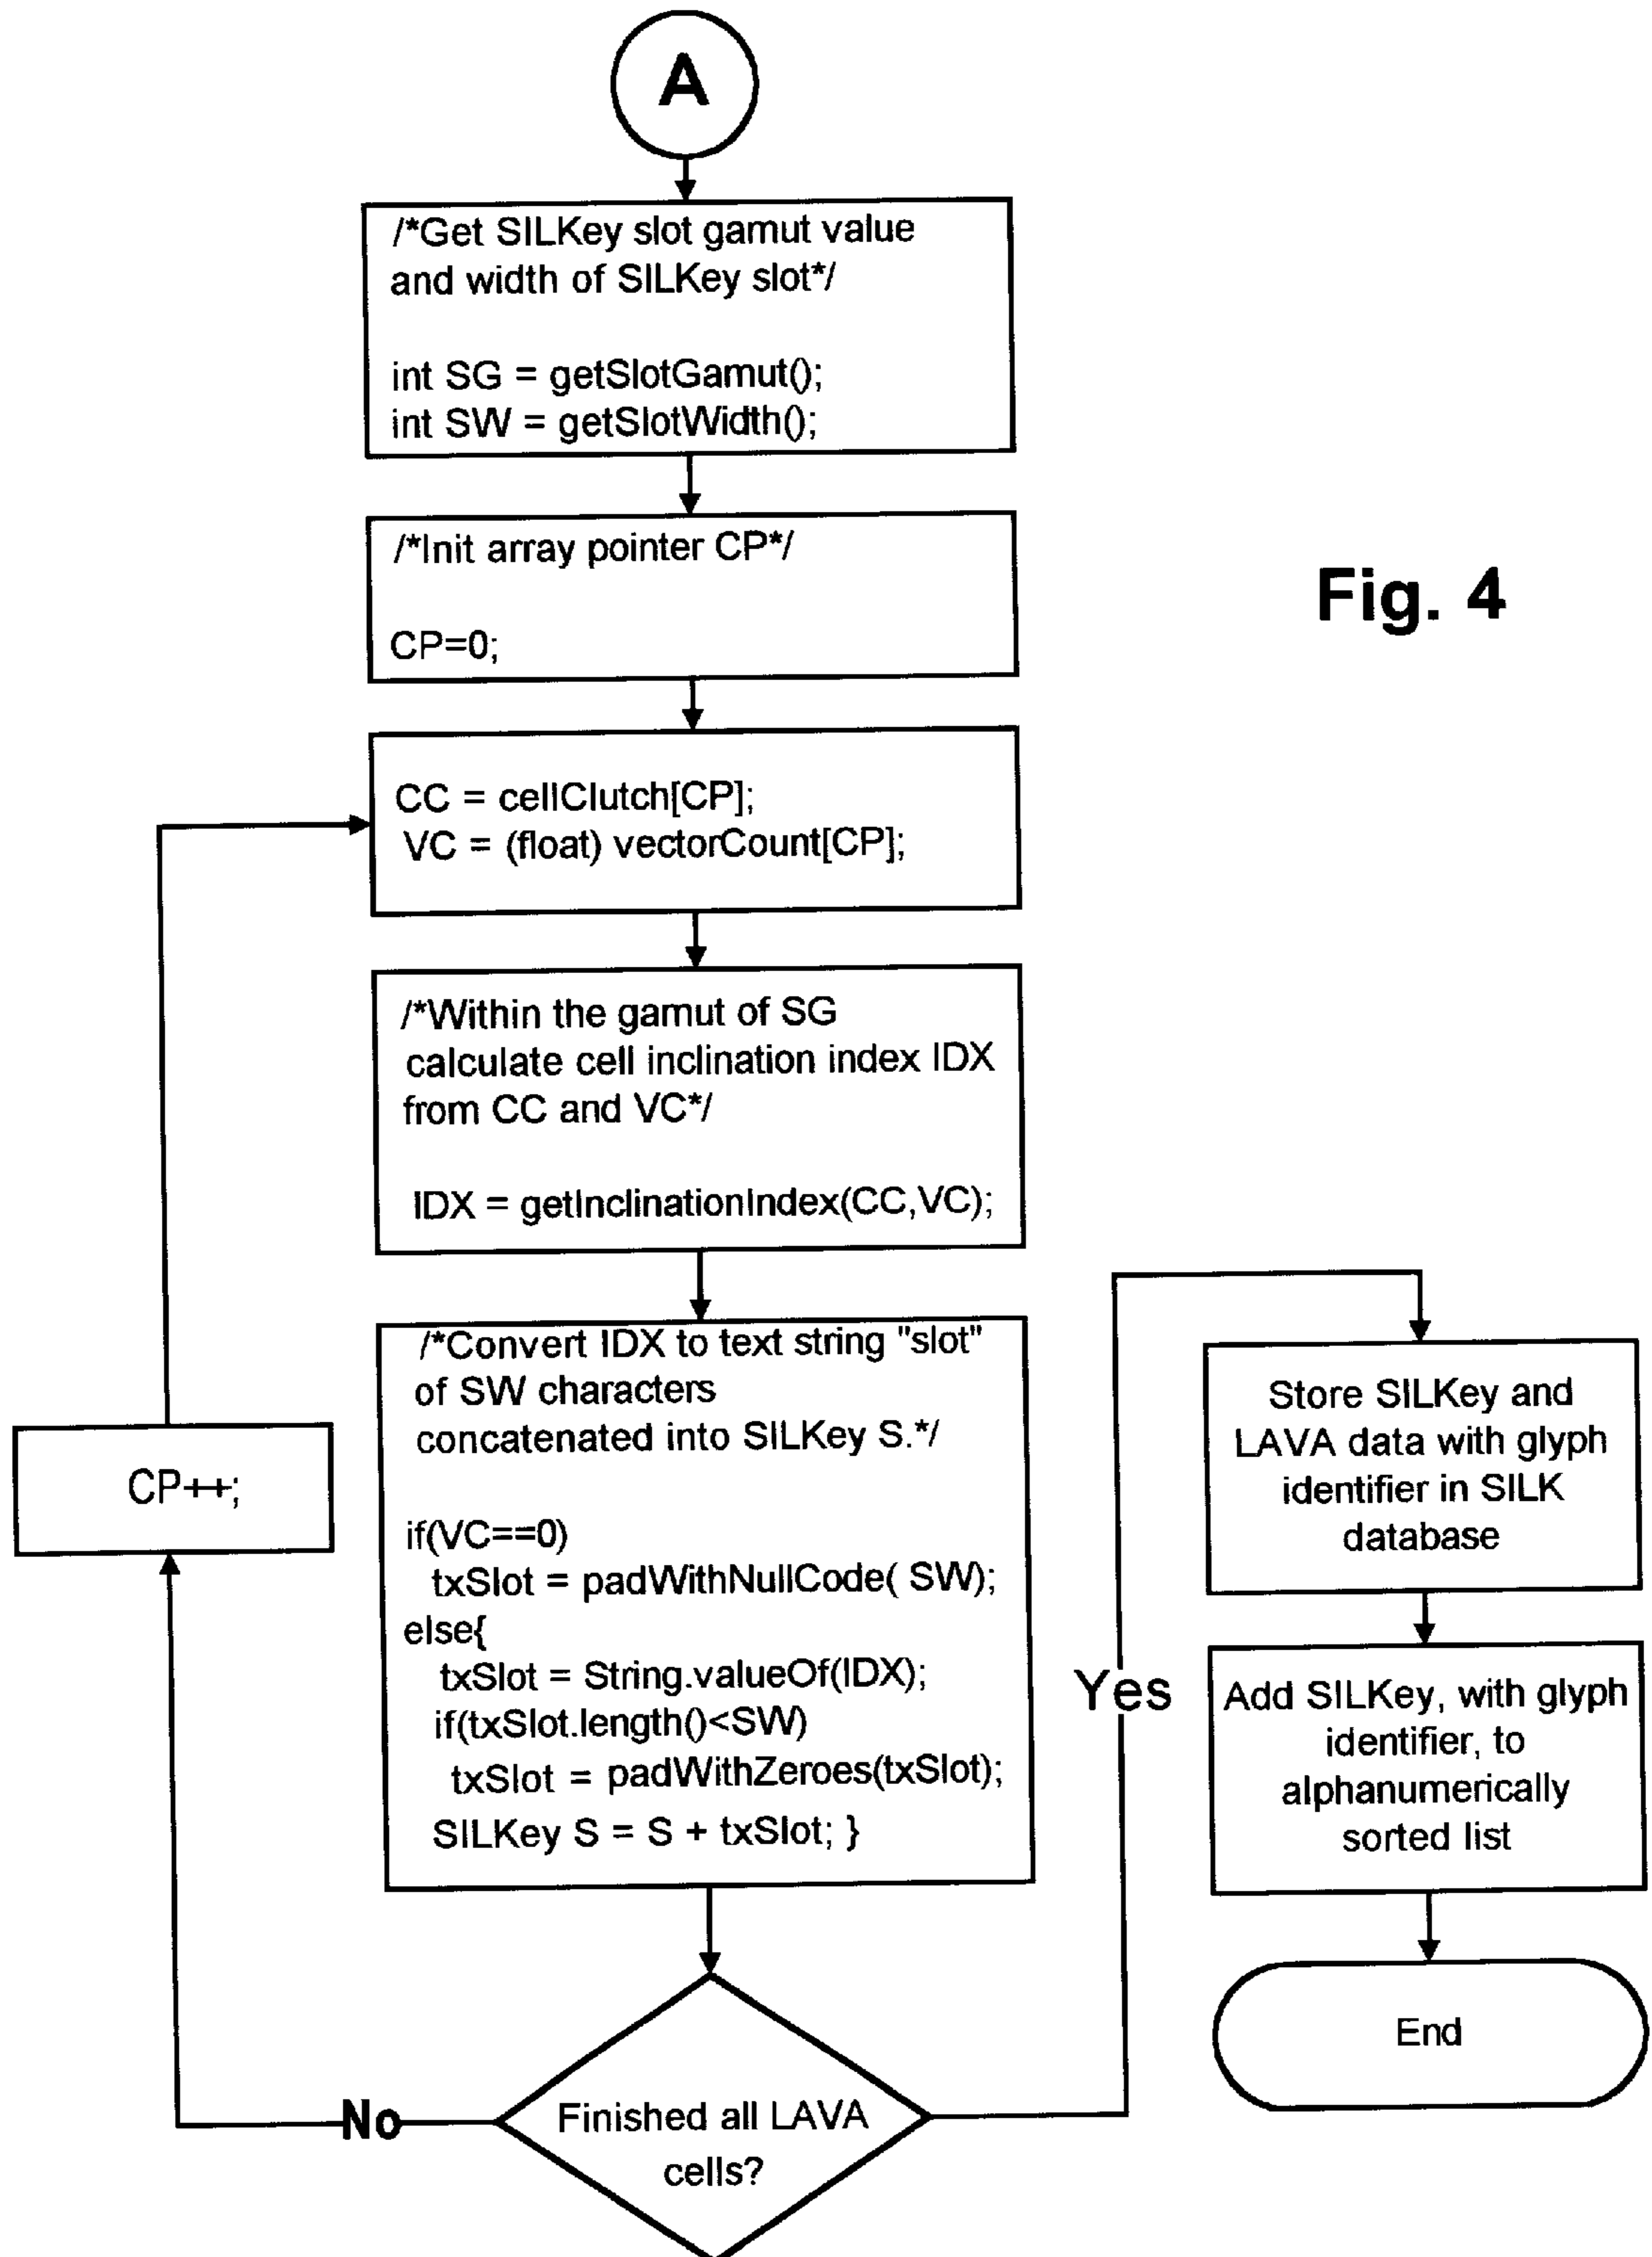 A
/*Get SILKey slot gamut value
and width of SILKey slot*/
int SG = getSlotGamut();
int SW = getSlotWidth();
/*Init array pointer CP*/
CP=0;
Fig. 4
CC = cellClutch[CP];
VC = (float) vectorCount[CP];
/*Within the gamut of SG
calculate cell inclination index IDX
from CC and VC*/
IDX = getInclinationIndex(CC,VC);
/*Convert IDX to text string "slot"
of SW characters
concatenated into SILKey S.*/
if(VC==0)
txSlot = padWithNullCode( SW);
else{
txSlot = String.valueOf(IDX);
if(txSlot.length()<SW)
txSlot = padWithZeroes(txSlot);
SILKey S = S + txSlot; }
CP++;
Finished all LAVA
cells?
No
Yes
Store SILKey and
LAVA data with glyph
identifier in SILK
database
Add SILKey, with glyph
identifier, to
alphanumerically
sorted list
End